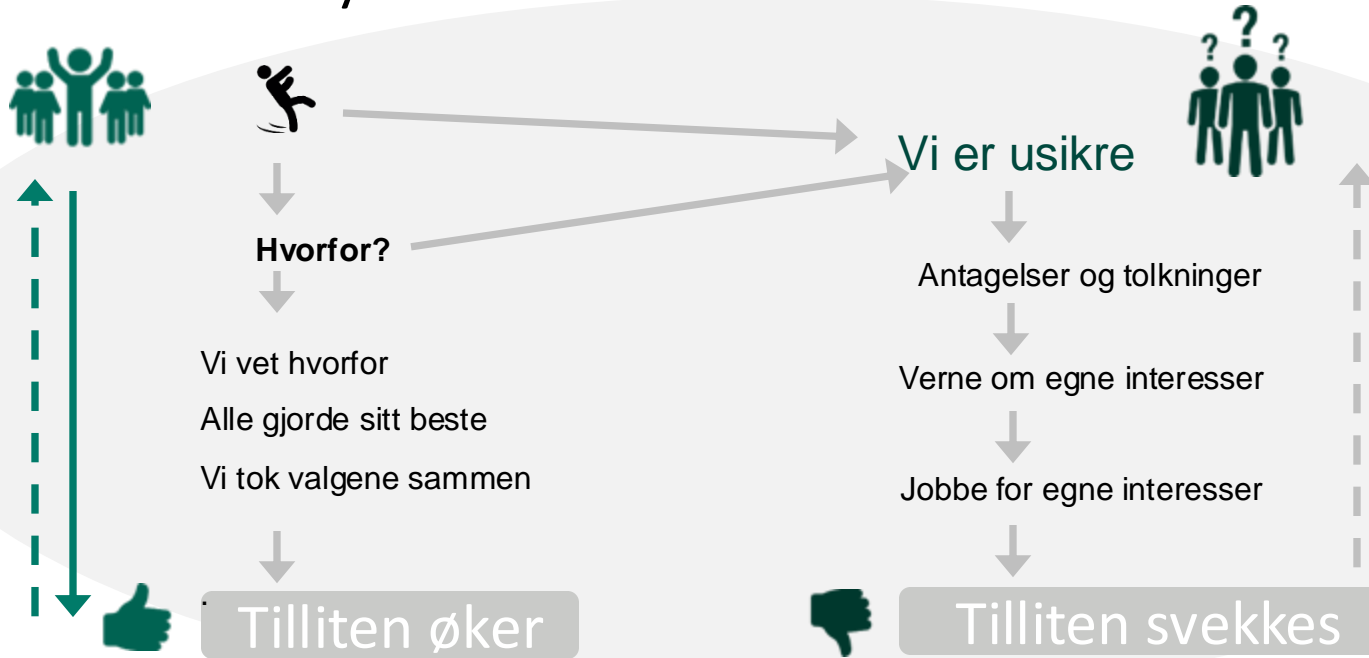 ? ? ?
Vi er usikre
Hvorfor?
Antagelser og tolkninger
Vi vet hvorfor
Verne om egne interesser
Alle gjorde sitt beste
Vi tok valgene sammen
Jobbe for egne interesser
.
Tilliten øker
Tilliten svekkes